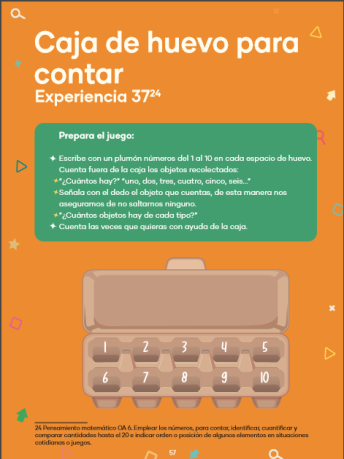 Caja de huevo para
contar
Experiencia 37²⁴
Prepara el juego:
Escribe con un plumón números del 1 al 10 en cada espacio de huevo.
Cuenta fuera de la caja los objetos recolectados:
"¿Cuántos hay?" "uno, dos, tres, cuatro, cinco, seis..."
Señala con el dedo el objeto que cuentas, de esta manera nos
aseguramos de no saltarnos ninguno.
"¿Cuántos objetos hay de cada tipo?"
Cuenta las veces que quieras con ayuda de la caja.
1 2 3 4 5
6 7 8 9 10
24 Pensamiento matemático OA 6. Emplear los números, para contar, identificar, cuantificar y
comparar cantidades hasta el 20 e indicar orden o posición de algunos elementos en situaciones
cotidianas o juegos.
57